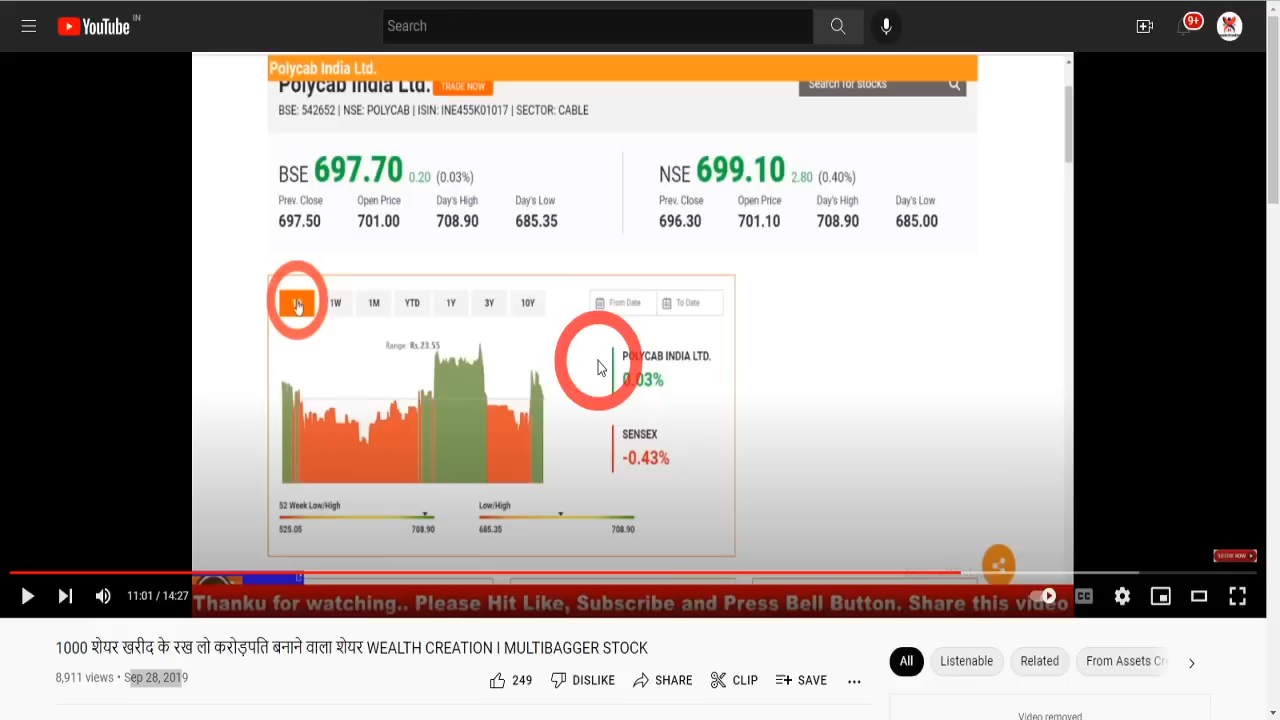 YouTube IN
Search
9+
Polycab India Ltd.
Polycab India Ltd. TRADE NOW
Search for stocks
BSE: 542652 | NSE: POLYCAB | ISIN: INE455K01017 | SECTOR: CABLE
BSE 697.70 0.20 (0.03%)
NSE 699.10 2.80 (0.40%)
Prev. Close Open Price Day's High Day's Low
697.50 701.00 708.90 685.35
Prev. Close Open Price Day's High Day's Low
696.30 701.10 708.90 685.00
1W 1M YTD 1Y 3Y 10Y
From Date To Date
Range Rs.23.55
POLYCAB INDIA LTD.
0.03%
SENSEX
-0.43%
52 Week Low/High
525.05 708.90
Low/High
685.35 708.90
11:01 / 14:27
CC
Thanku for watching.. Please Hit Like, Subscribe and Press Bell Button. Share this video
1000 शेयर खरीद के रख लो करोड़पति बनाने वाला शेयर WEALTH CREATION I MULTIBAGGER STOCK
8,911 views • Sep 28, 2019
249 DISLIKE SHARE CLIP SAVE
All Listenable Related From Assets
Video removed